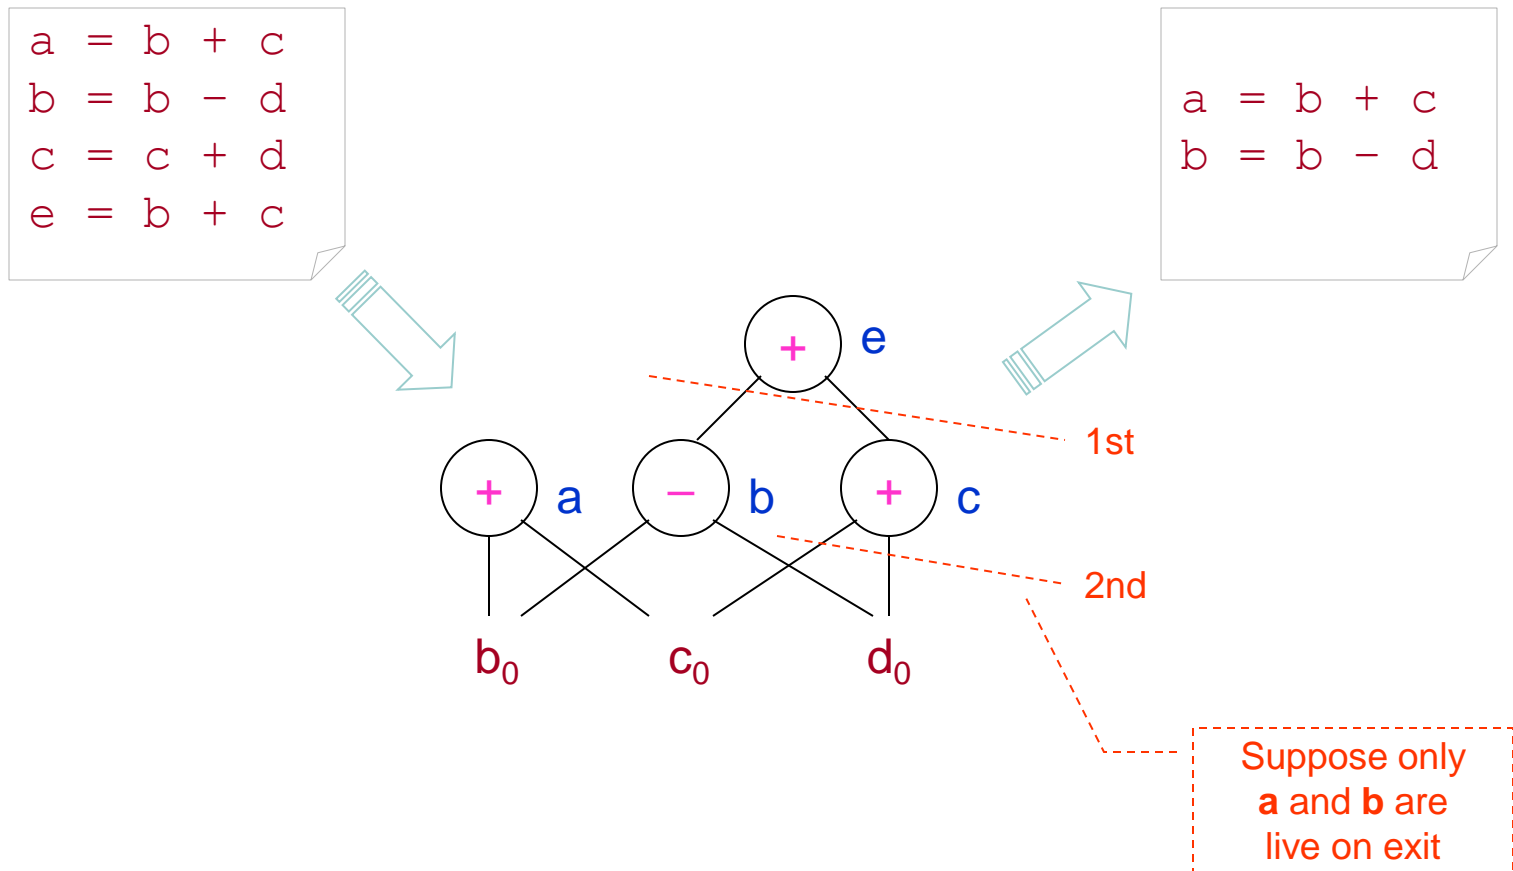 a = b + c
b = b - d
c = c + d
e = b + c
a = b + c
b = b - d
+ e
1st
+ a
– b
+ c
2nd
b₀ c₀ d₀
Suppose only
a and b are
live on exit